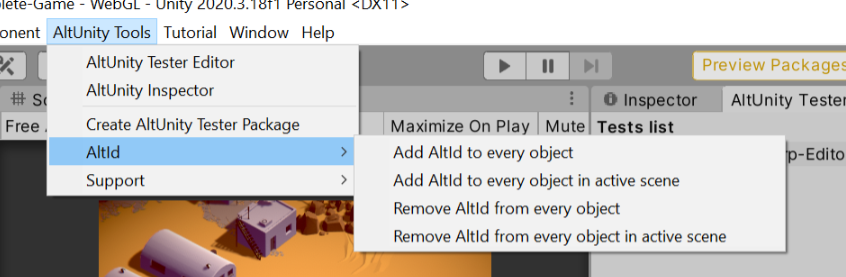 plete-Game - WebGL - Unity 2020.3.18f1 Personal <DX11>
onent AltUnity Tools Tutorial Window Help
AltUnity Tester Editor
AltUnity Inspector
Create AltUnity Tester Package
AltId
Support
Add AltId to every object
Add AltId to every object in active scene
Remove AltId from every object
Remove AltId from every object in active scene
Preview Packages
Inspector AltUnity Tester
Free Maximize On Play Mute Tests list
rp-Edito